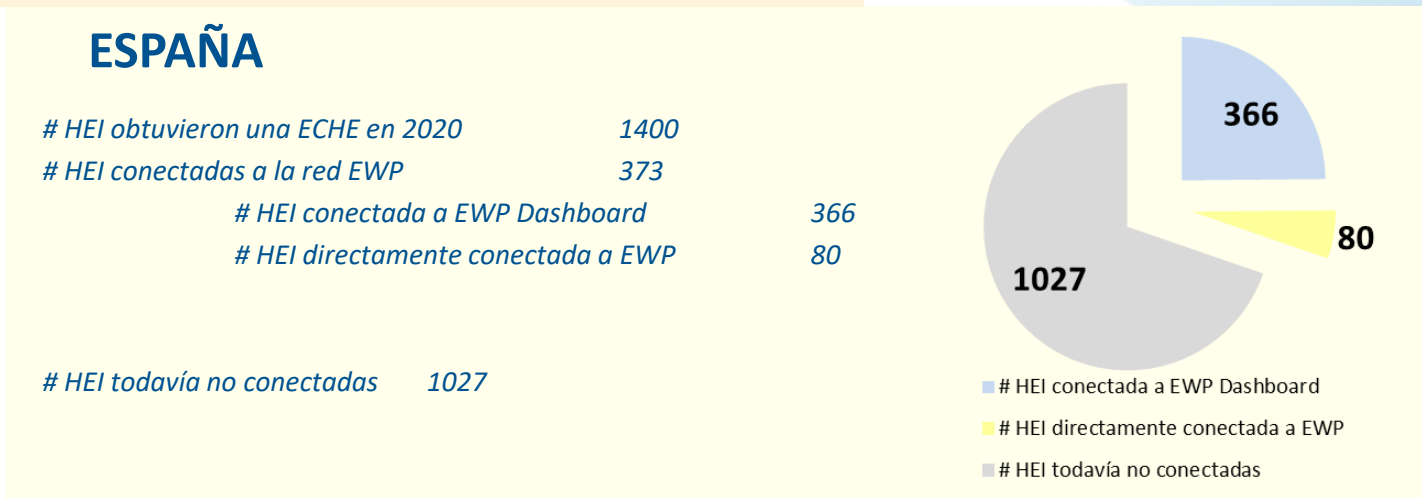 ESPAÑA
# HEI obtuvieron una ECHE en 2020 1400
# HEI conectadas a la red EWP 373
# HEI conectada a EWP Dashboard 366
# HEI directamente conectada a EWP 80
# HEI todavía no conectadas 1027
366
80
1027
# HEI conectada a EWP Dashboard
# HEI directamente conectada a EWP
# HEI todavía no conectadas